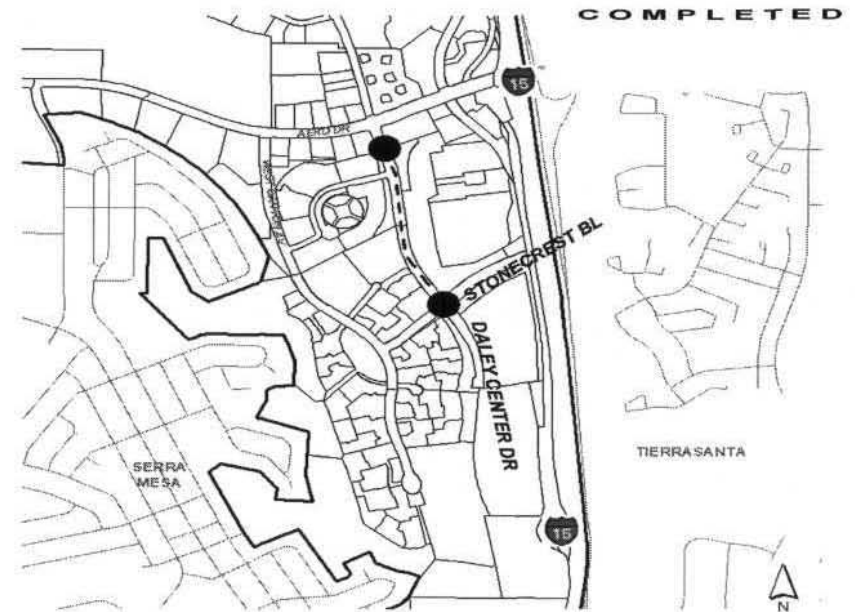 COMPLETED
15
AERO DR
STONECREST BL
DALEY CENTER DR
TIERRASANTA
SERRA
MESA
15
N